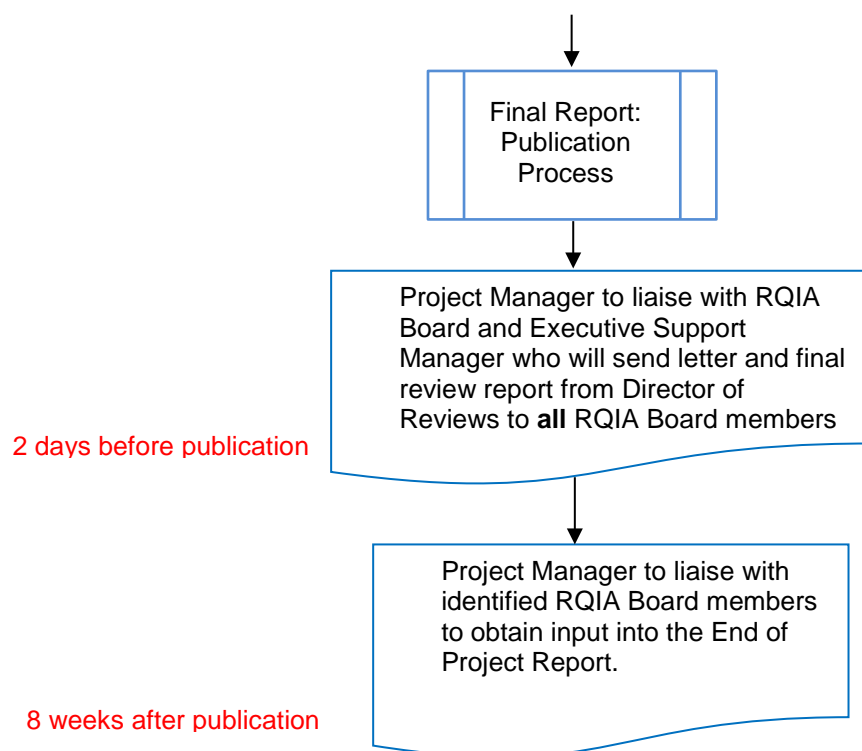 Final Report:
Publication
Process
Project Manager to liaise with RQIA
Board and Executive Support
Manager who will send letter and final
review report from Director of
Reviews to all RQIA Board members
2 days before publication
Project Manager to liaise with
identified RQIA Board members
to obtain input into the End of
Project Report.
8 weeks after publication